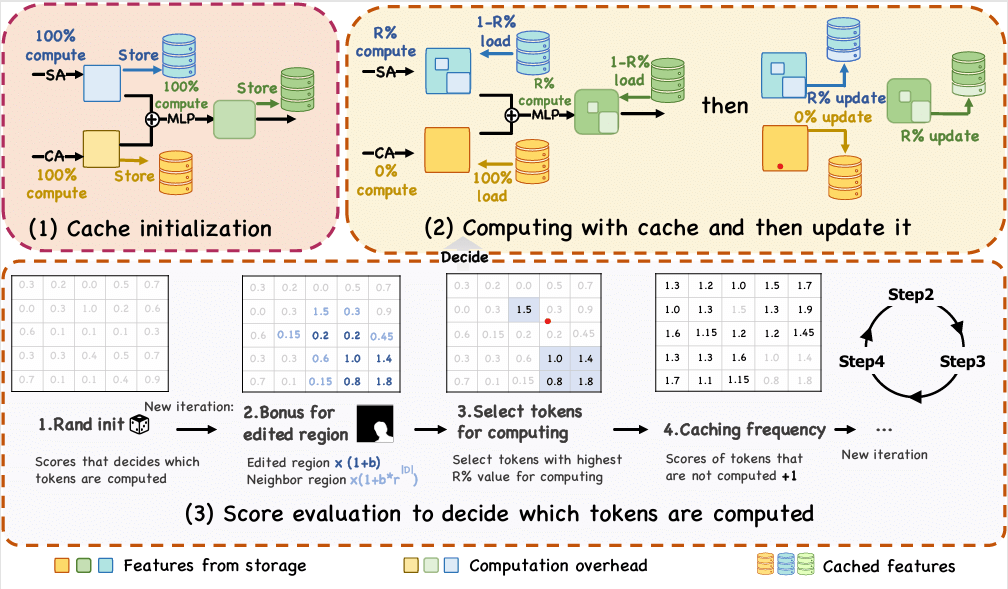 100%
compute
Store
SA
100%
compute
MLP
Store
CA
100%
compute
Store
(1) Cache initialization
R%
compute
1-R%
load
SA
R%
compute
MLP
1-R%
load
CA
0%
compute
100%
load
then
R% update
0% update
R% update
(2) Computing with cache and then update it
Decide
0.3 0.2 0.0 0.5 0.7
0.0 0.3 1.0 0.2 0.6
0.6 0.1 0.1 0.1 0.3
0.3 0.3 0.4 0.5 0.7
0.7 0.1 0.1 0.4 0.9
0.3 0.2 0.0 0.5 0.7
0.0 0.3 1.5 0.3 0.9
0.6 0.15 0.2 0.2 0.45
0.3 0.3 0.6 1.0 1.4
0.7 0.1 0.15 0.8 1.8
0.3 0.2 0.0 0.5 0.7
0.0 0.3 1.5 0.3 0.9
0.6 0.15 0.2 0.2 0.45
0.3 0.3 0.6 1.0 1.4
0.7 0.1 0.15 0.8 1.8
1.3 1.2 1.0 1.5 1.7
1.0 1.3 1.5 1.3 1.9
1.6 1.15 1.2 1.2 1.45
1.3 1.3 1.6 1.0 1.4
1.7 1.1 1.15 0.8 1.8
Step2
Step4 Step3
1.Rand init
New iteration:
2.Bonus for
edited region
3.Select tokens
for computing
4.Caching frequency
...
New iteration
Scores that decides which
tokens are computed
Edited region x (1+b)
Neighbor region x(1+b*r^|D|)
Select tokens with highest
R% value for computing
Scores of tokens that
are not computed +1
(3) Score evaluation to decide which tokens are computed
Features from storage
Computation overhead
Cached features